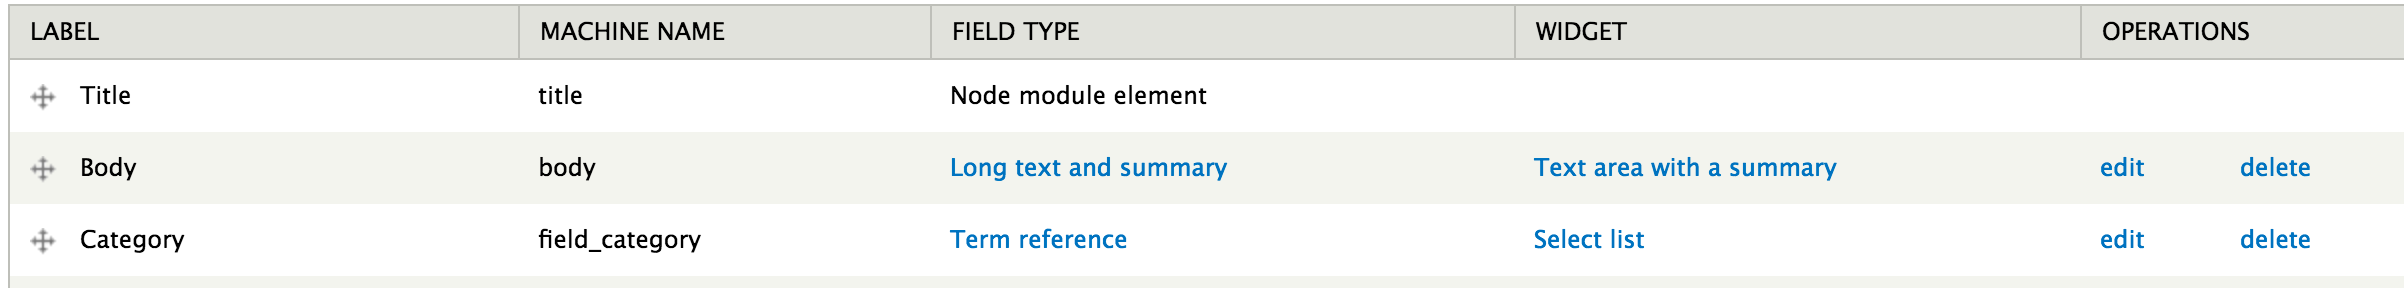 LABEL MACHINE NAME FIELD TYPE WIDGET OPERATIONS
Title title Node module element
Body body Long text and summary Text area with a summary edit delete
Category field_category Term reference Select list edit delete